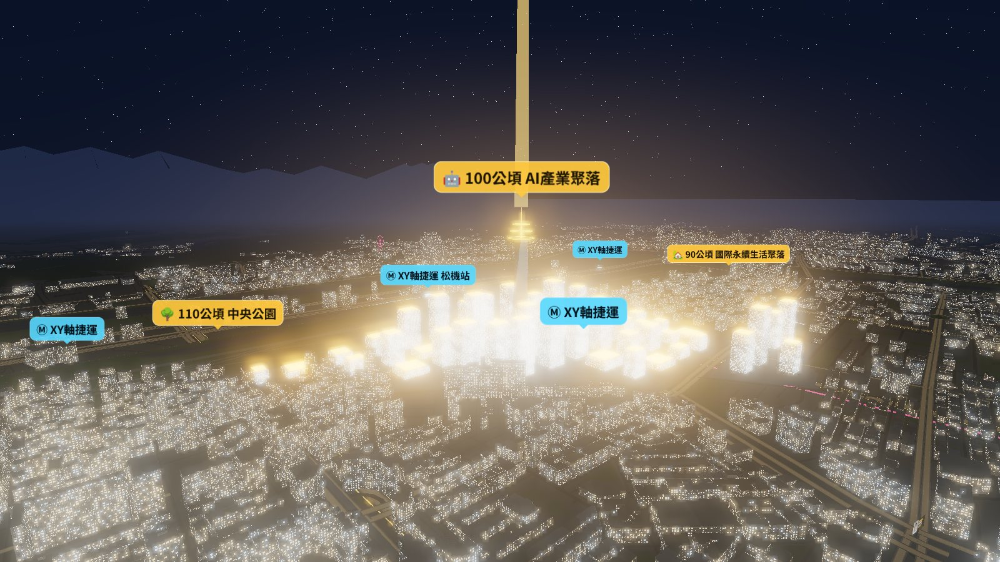 🤖 100公頃 AI產業聚落
Ⓜ XY軸捷運
🏡 90公頃 國際永續生活聚落
Ⓜ XY軸捷運 松機站
🌳 110公頃 中央公園
Ⓜ XY軸捷運
Ⓜ XY軸捷運